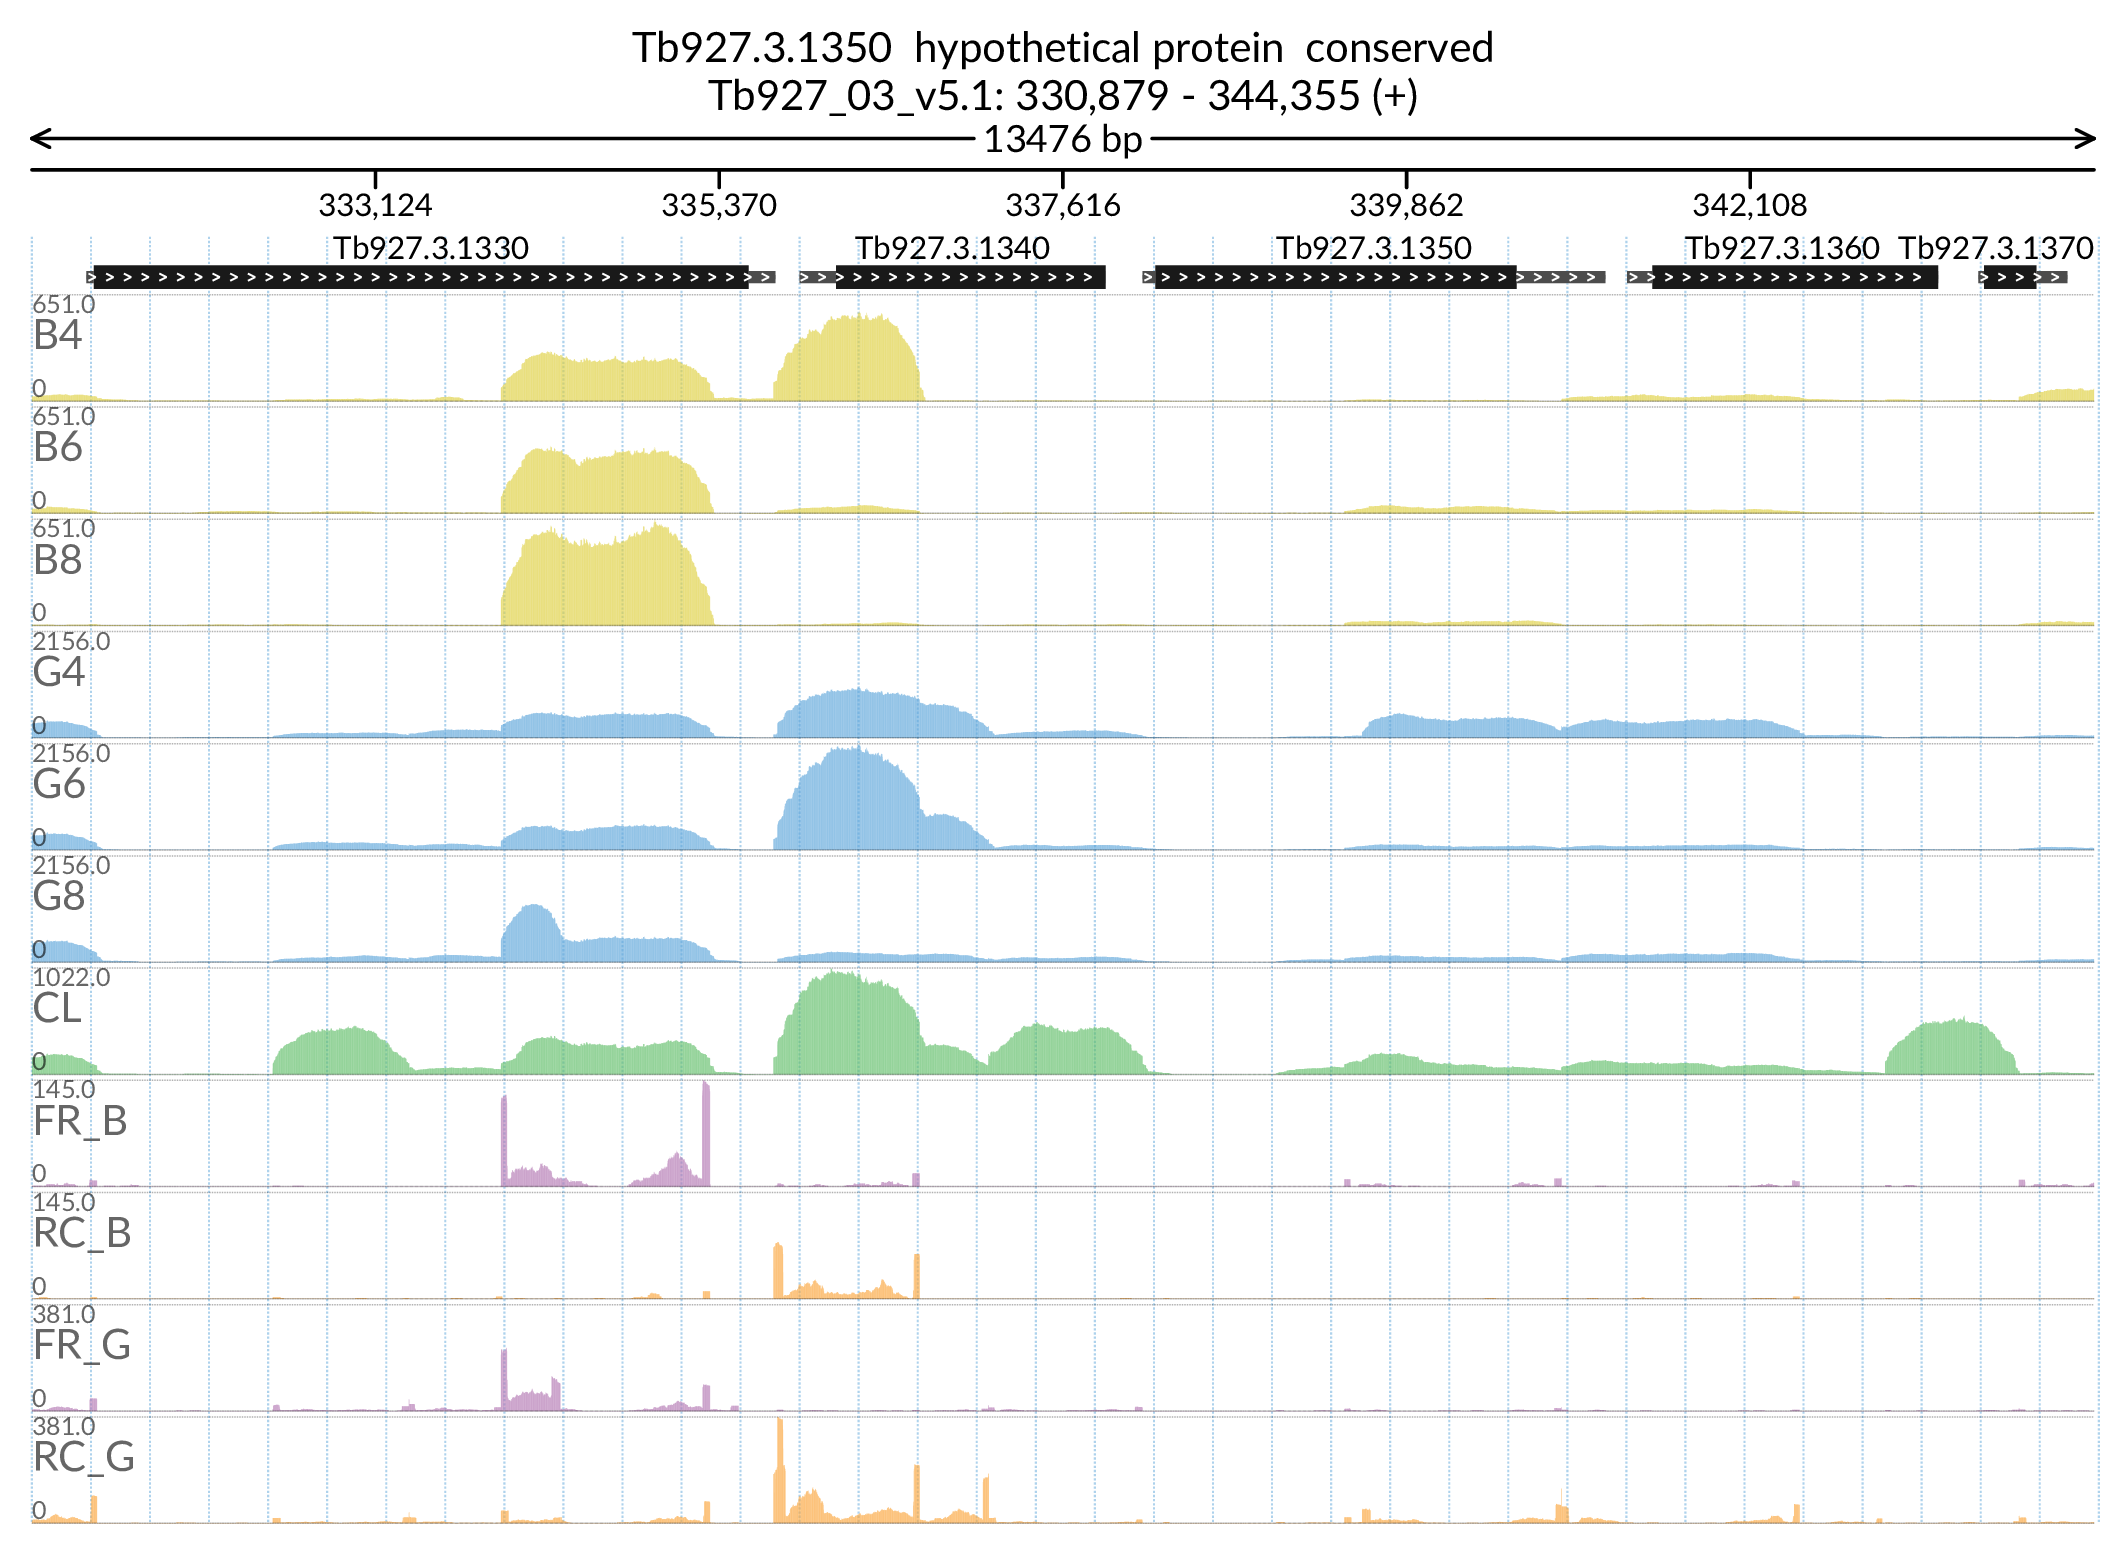 Tb927.3.1350  hypothetical protein  conserved
Tb927_03_v5.1: 330,879 - 344,355 (+)
13476 bp
333,124 335,370 337,616 339,862 342,108
Tb927.3.1330 Tb927.3.1340 Tb927.3.1350 Tb927.3.1360 Tb927.3.1370
651.0
B4
0
651.0
B6
0
651.0
B8
0
2156.0
G4
0
2156.0
G6
0
2156.0
G8
0
1022.0
CL
0
145.0
FR_B
0
145.0
RC_B
0
381.0
FR_G
0
381.0
RC_G
0